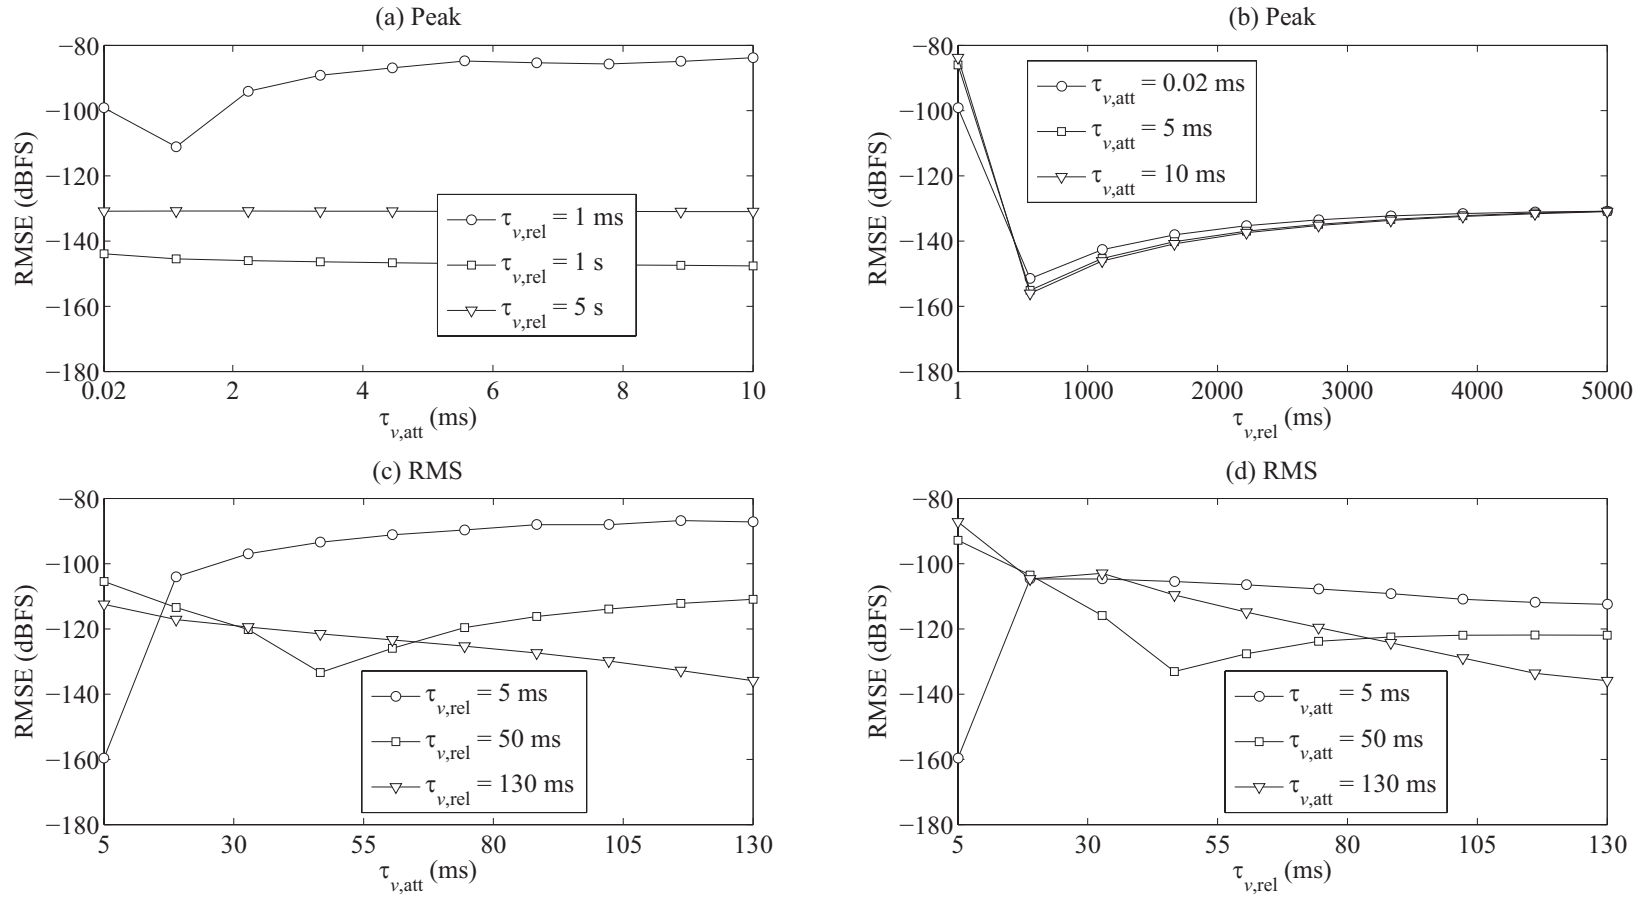 (a) Peak
−80
−100
−120
−140
−160
−180
RMSE (dBFS)
τv,rel = 1 ms
τv,rel = 1 s
τv,rel = 5 s
0.02 2 4 6 8 10
τv,att (ms)
(b) Peak
−80
−100
−120
−140
−160
−180
RMSE (dBFS)
τv,att = 0.02 ms
τv,att = 5 ms
τv,att = 10 ms
1 1000 2000 3000 4000 5000
τv,rel (ms)
(c) RMS
−80
−100
−120
−140
−160
−180
RMSE (dBFS)
τv,rel = 5 ms
τv,rel = 50 ms
τv,rel = 130 ms
5 30 55 80 105 130
τv,att (ms)
(d) RMS
−80
−100
−120
−140
−160
−180
RMSE (dBFS)
τv,att = 5 ms
τv,att = 50 ms
τv,att = 130 ms
5 30 55 80 105 130
τv,rel (ms)